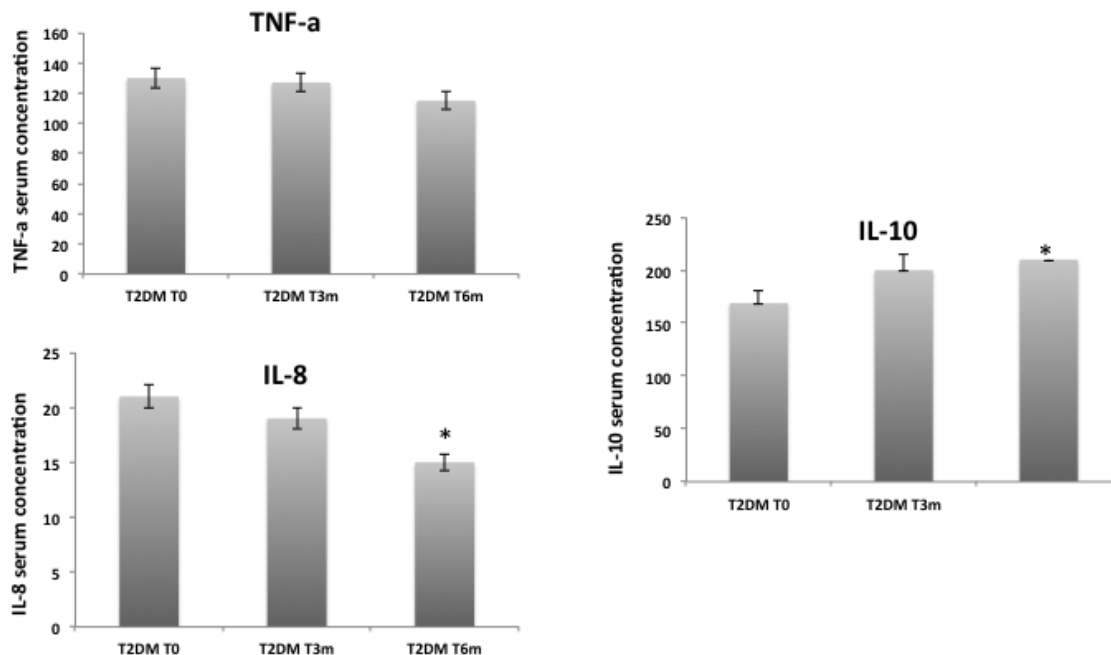 TNF-a
TNF-a serum concentration
160
140
120
100
80
60
40
20
0
T2DM T0
T2DM T3m
T2DM T6m
IL-8
IL-8 serum concentration
25
20
15
10
5
0
*
T2DM T0
T2DM T3m
T2DM T6m
IL-10
IL-10 serum concentration
250
200
150
100
50
0
*
T2DM T0
T2DM T3m